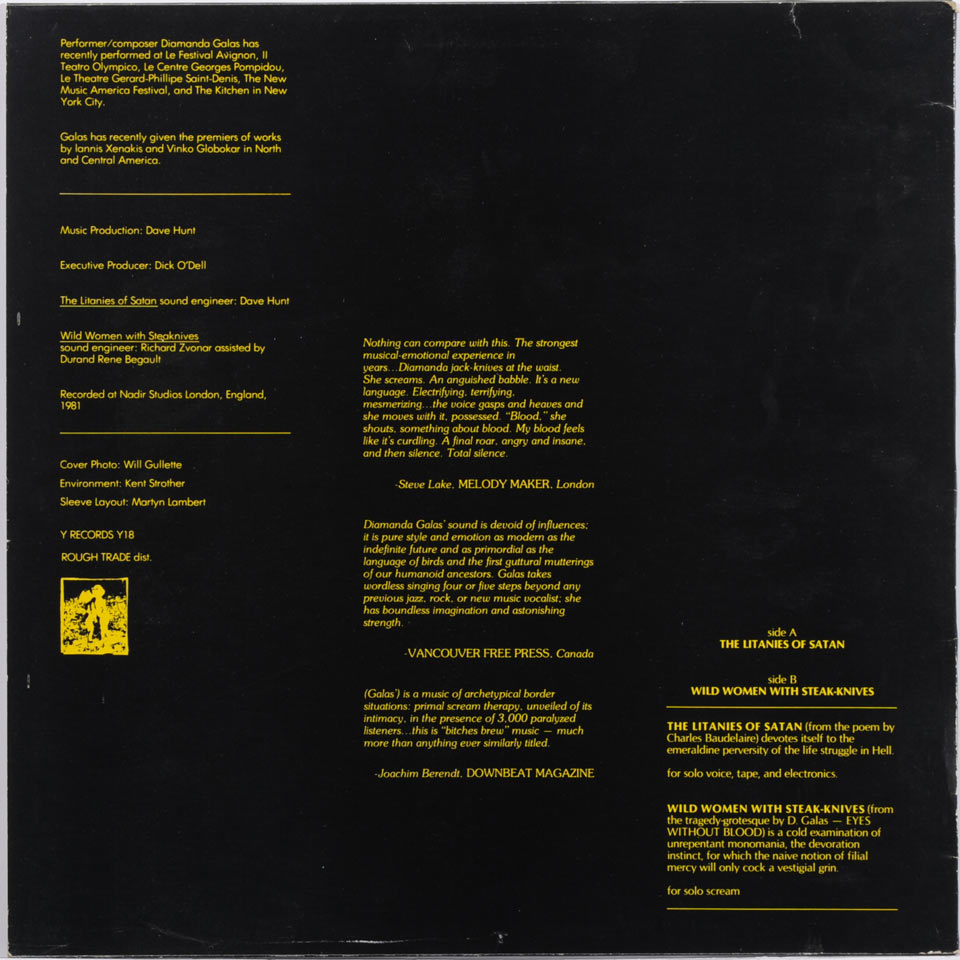 Performer/composer Diamanda Galas has
recently performed at Le Festival Avignon, Il
Teatro Olympico, Le Centre Georges Pompidou,
Le Theatre Gerard-Phillipe Saint-Denis, The New
Music America Festival, and The Kitchen in New
York City.
Galas has recently given the premiers of works
by Iannis Xenakis and Vinko Globokar in North
and Central America.
Music Production: Dave Hunt
Executive Producer: Dick O'Dell
The Litanies of Satan sound engineer: Dave Hunt
Wild Women with Steaknives
sound engineer: Richard Zvonar assisted by
Durand Rene Begault
Recorded at Nadir Studios London, England,
1981
Cover Photo: Will Gullette
Environment: Kent Strother
Sleeve Layout: Martyn Lambert
Y RECORDS Y18
ROUGH TRADE dist.
Nothing can compare with this. The strongest
musical-emotional experience in
years...Diamanda jack-knives at the waist.
She screams. An anguished babble. It's a new
language. Electrifying, terrifying,
mesmerizing...the voice gasps and heaves and
she moves with it, possessed. "Blood," she
shouts, something about blood. My blood feels
like it's curdling. A final roar, angry and insane,
and then silence. Total silence.
-Steve Lake, MELODY MAKER, London
Diamanda Galas' sound is devoid of influences;
it is pure style and emotion as modern as the
indefinite future and as primordial as the
language of birds and the first guttural mutterings
of our humanoid ancestors. Galas takes
wordless singing four or five steps beyond any
previous jazz, rock, or new music vocalist; she
has boundless imagination and astonishing
strength.
-VANCOUVER FREE PRESS, Canada
(Galas') is a music of archetypical border
situations: primal scream therapy, unveiled of its
intimacy, in the presence of 3,000 paralyzed
listeners...this is "bitches brew" music — much
more than anything ever similarly titled.
-Joachim Berendt, DOWNBEAT MAGAZINE
side A
THE LITANIES OF SATAN
side B
WILD WOMEN WITH STEAK-KNIVES
THE LITANIES OF SATAN (from the poem by
Charles Baudelaire) devotes itself to the
emeraldine perversity of the life struggle in Hell.
for solo voice, tape, and electronics.
WILD WOMEN WITH STEAK-KNIVES (from
the tragedy-grotesque by D. Galas — EYES
WITHOUT BLOOD) is a cold examination of
unrepentant monomania, the devoration
instinct, for which the naive notion of filial
mercy will only cock a vestigial grin.
for solo scream